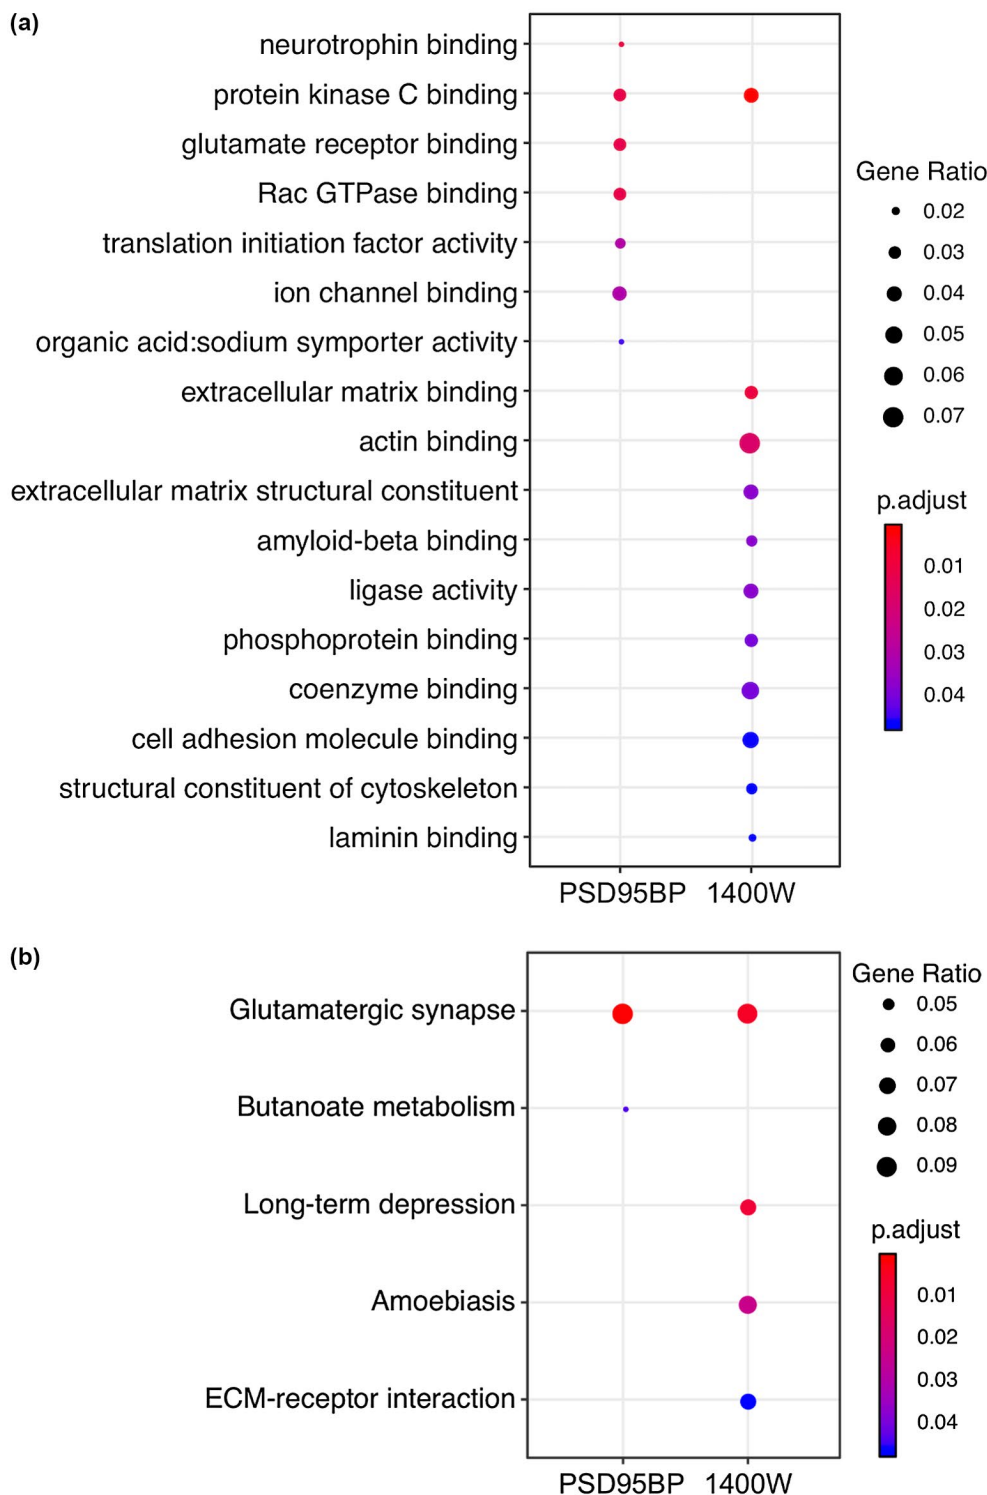 (a)
neurotrophin binding
protein kinase C binding
glutamate receptor binding
Rac GTPase binding
translation initiation factor activity
ion channel binding
organic acid:sodium symporter activity
extracellular matrix binding
actin binding
extracellular matrix structural constituent
amyloid-beta binding
ligase activity
phosphoprotein binding
coenzyme binding
cell adhesion molecule binding
structural constituent of cytoskeleton
laminin binding
PSD95BP 1400W
Gene Ratio
0.02
0.03
0.04
0.05
0.06
0.07
p.adjust
0.01
0.02
0.03
0.04
(b)
Glutamatergic synapse
Butanoate metabolism
Long-term depression
Amoebiasis
ECM-receptor interaction
PSD95BP 1400W
Gene Ratio
0.05
0.06
0.07
0.08
0.09
p.adjust
0.01
0.02
0.03
0.04